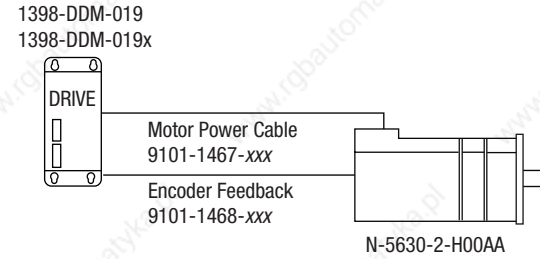 1398-DDM-019
1398-DDM-019x
DRIVE
Motor Power Cable
9101-1467-xxx
Encoder Feedback
9101-1468-xxx
N-5630-2-H00AA